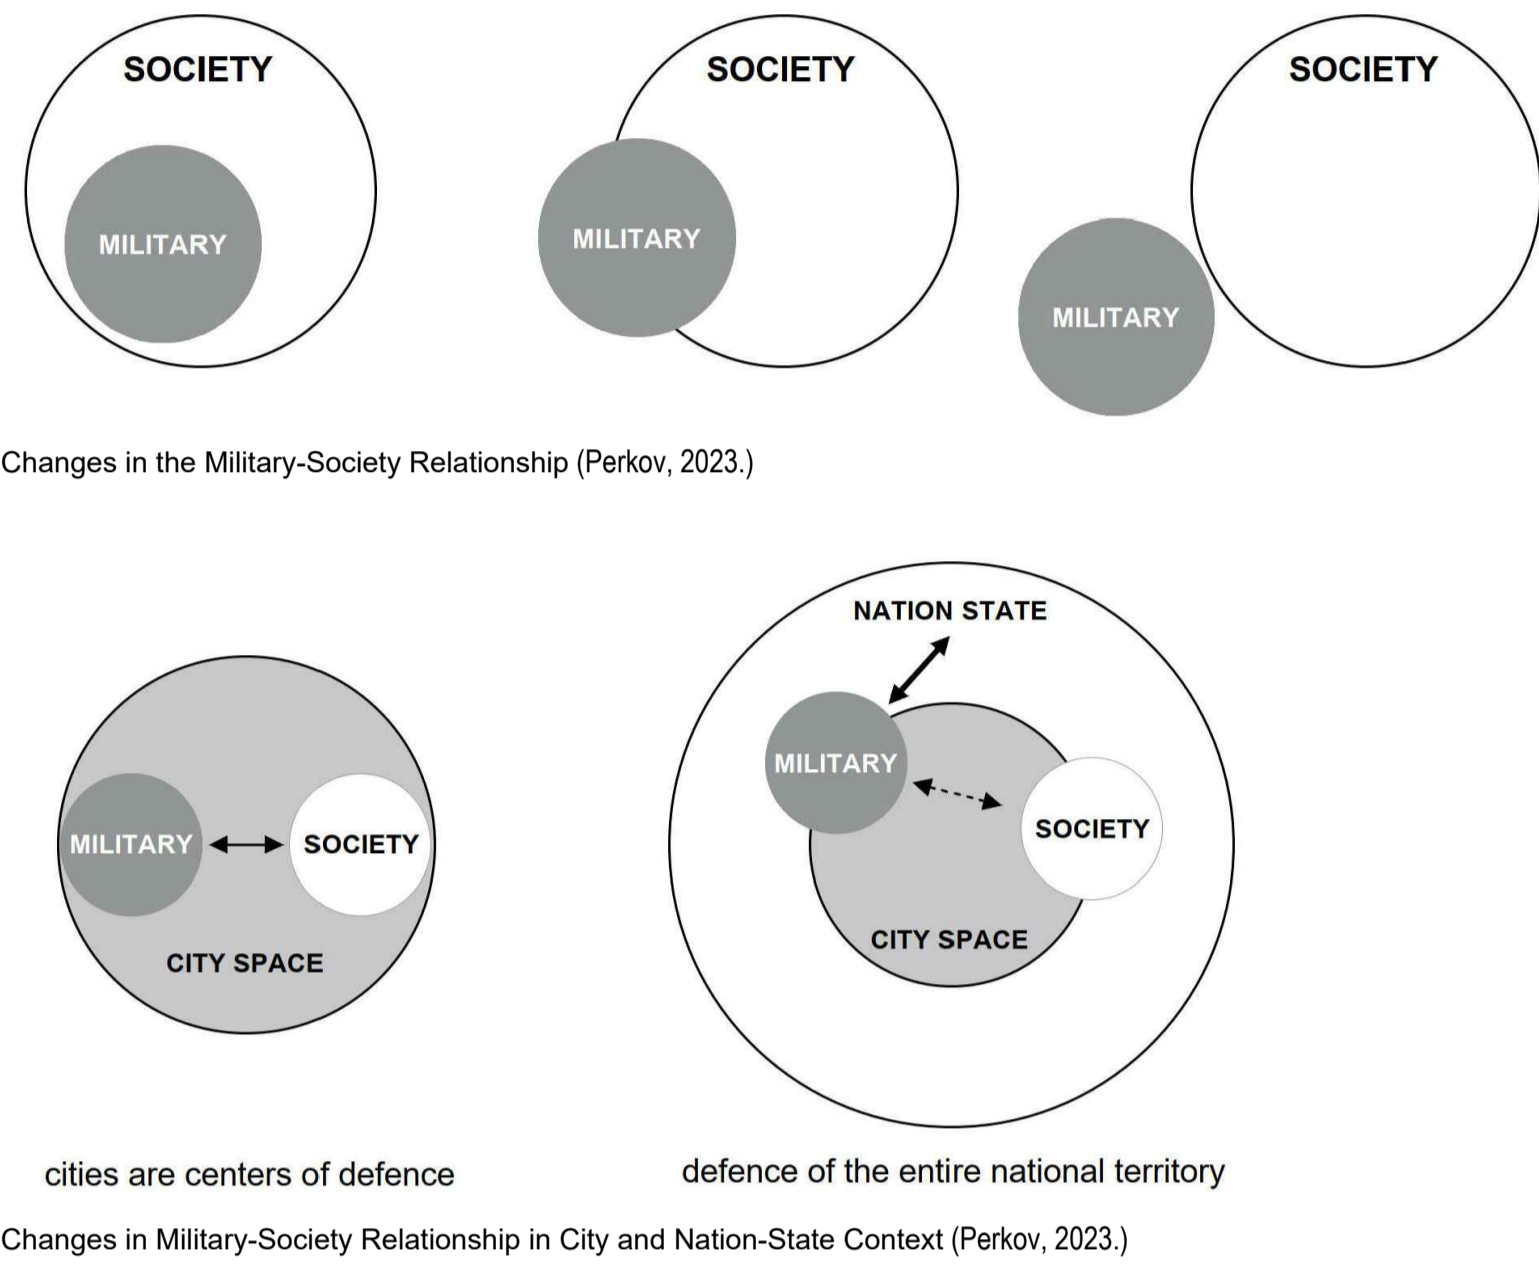 SOCIETY
MILITARY
SOCIETY
MILITARY
SOCIETY
MILITARY
Changes in the Military-Society Relationship (Perkov, 2023.)
MILITARY
SOCIETY
CITY SPACE
cities are centers of defence
NATION STATE
MILITARY
SOCIETY
CITY SPACE
defence of the entire national territory
Changes in Military-Society Relationship in City and Nation-State Context (Perkov, 2023.)